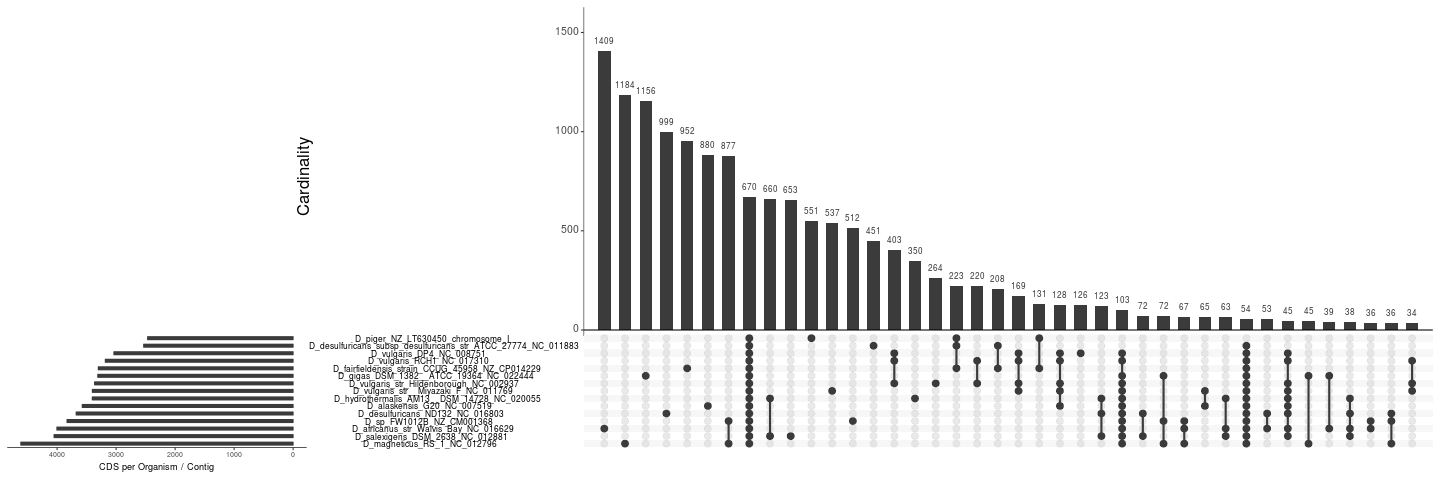 1500
1000
500
0
Cardinality
1409
1184
1156
999
952
880
877
670
660
653
551
537
512
451
403
350
264
223
220
208
169
131
128
126
123
103
72
72
67
65
63
54
53
45
45
39
38
36
36
34
D_piger_NZ_LT630450_chromosome_I
D_desulfuricans_subsp_desulfuricans_str_ATCC_27774_NC_011883
D_vulgaris_DP4_NC_008751
D_vulgaris_RCH1_NC_017310
D_fairfieldensis_strain_CCUG_45958_NZ_CP014229
D_gigas_DSM_1382__ATCC_19364_NC_022444
D_vulgaris_str_Hildenborough_NC_002937
D_vulgaris_str__Miyazaki_F_NC_011769
D_hydrothermalis_AM13__DSM_14728_NC_020055
D_alaskensis_G20_NC_007519
D_desulfuricans_ND132_NC_016803
D_sp_FW1012B_NZ_CM001368
D_africanus_str_Walvis_Bay_NC_016629
D_salexigens_DSM_2638_NC_012881
D_magneticus_RS_1_NC_012796
4000 3000 2000 1000 0
CDS per Organism / Contig